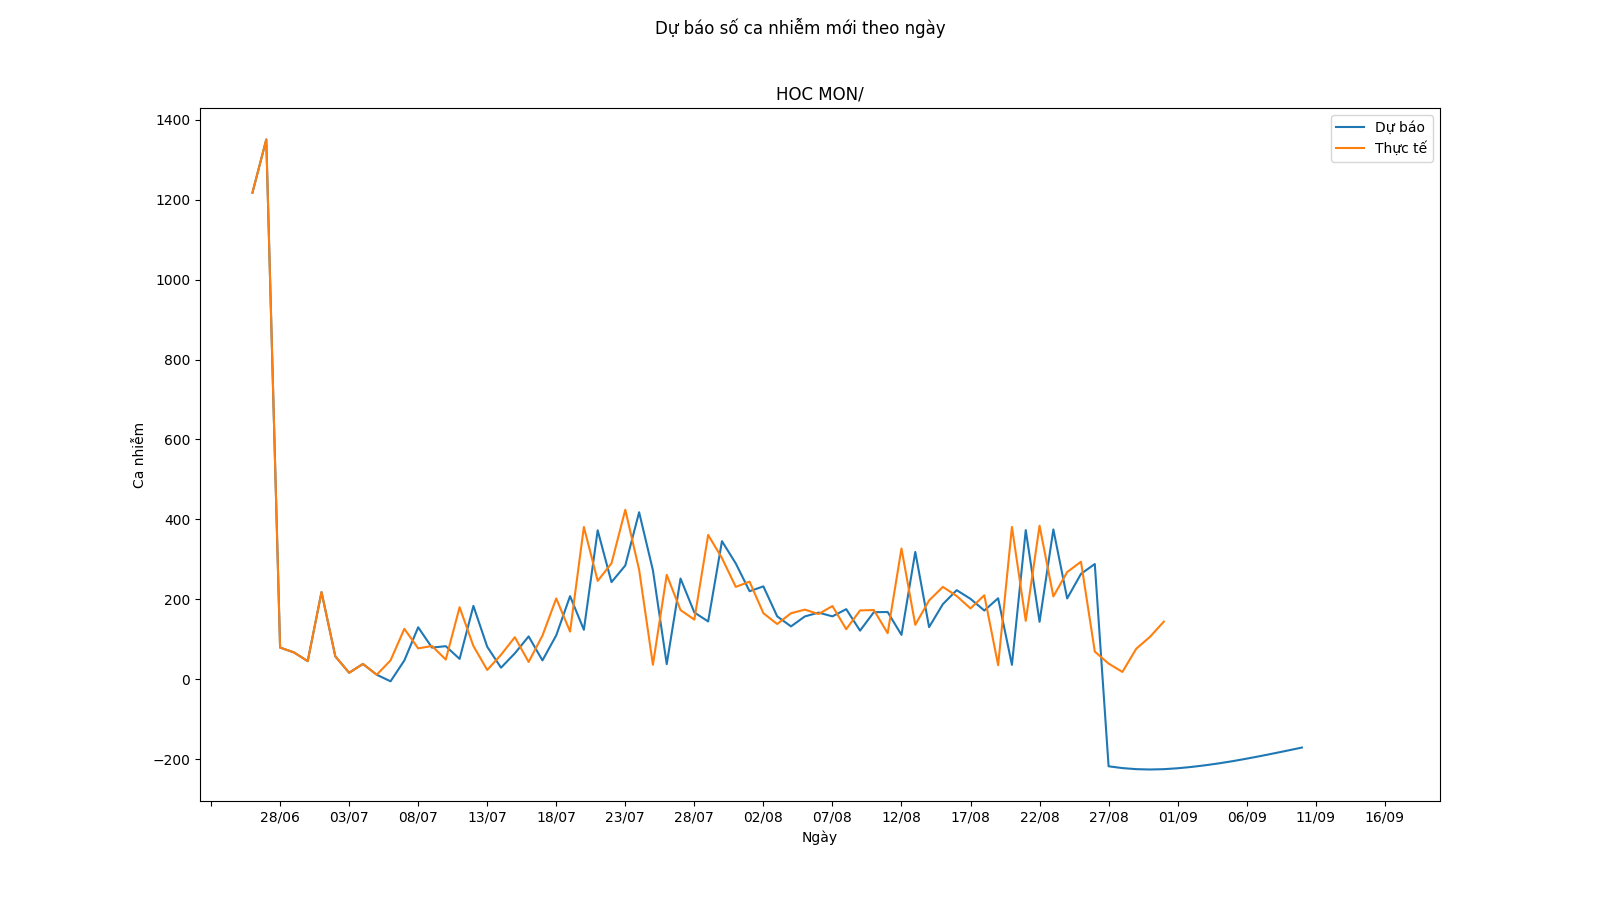 Dự báo số ca nhiễm mới theo ngày
HOC MON/
1400
1200
1000
800
600
400
200
0
−200
Ca nhiễm
Dự báo
Thực tế
28/06 03/07 08/07 13/07 18/07 23/07 28/07 02/08 07/08 12/08 17/08 22/08 27/08 01/09 06/09 11/09 16/09
Ngày